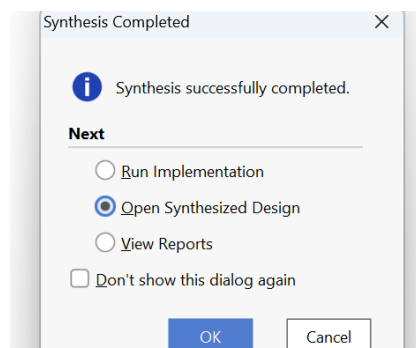 Synthesis Completed
Synthesis successfully completed.
Next
Run Implementation
Open Synthesized Design
View Reports
Don't show this dialog again
OK Cancel